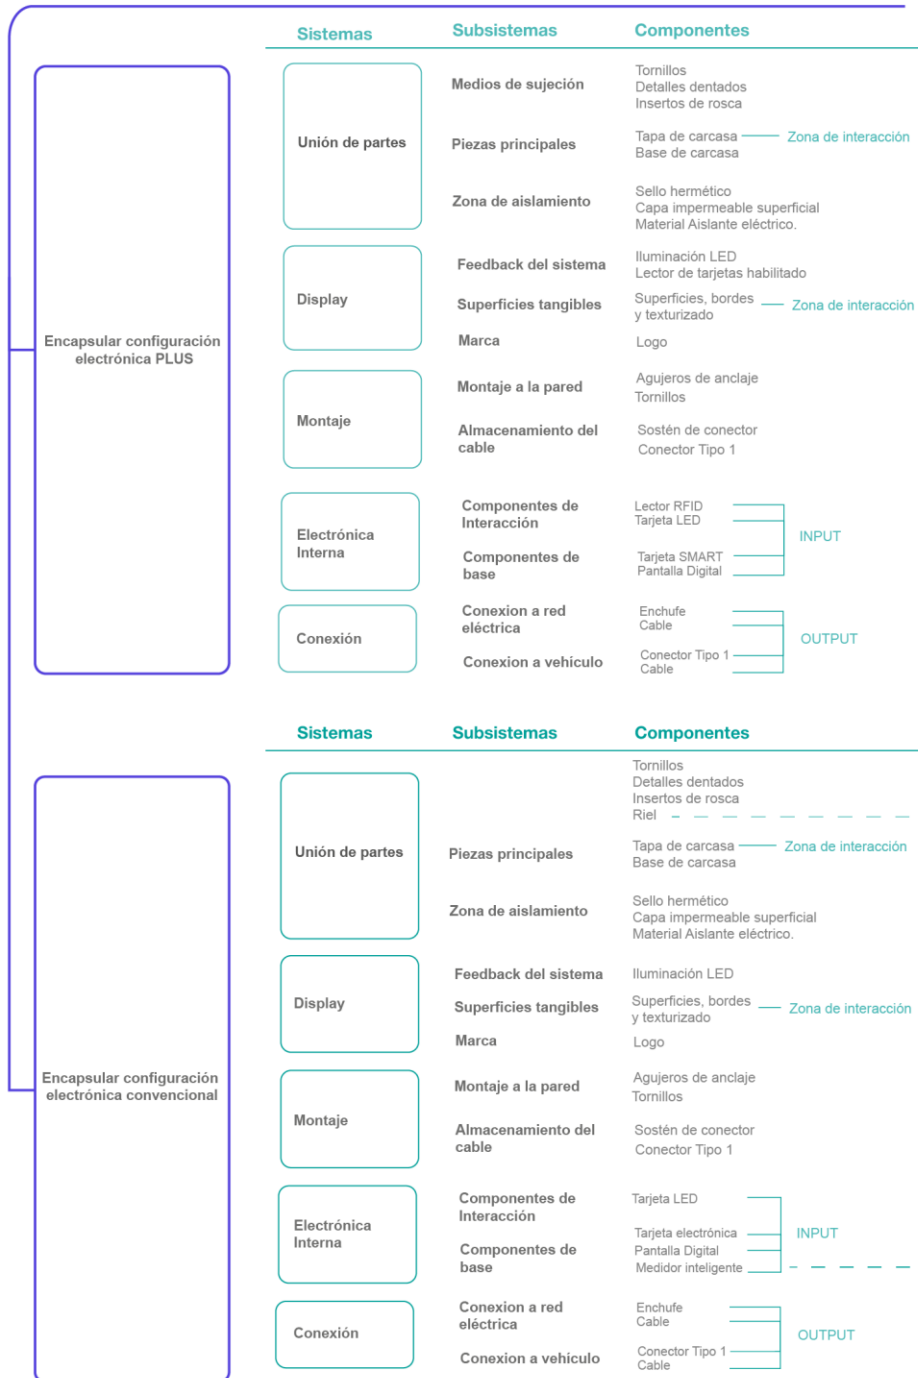 Sistemas Subsistemas Componentes
Encapsular configuración
electrónica PLUS
Unión de partes
Medios de sujeción
Tornillos
Detalles dentados
Insertos de rosca
Piezas principales
Tapa de carcasa Zona de interacción
Base de carcasa
Zona de aislamiento
Sello hermético
Capa impermeable superficial
Material Aislante eléctrico.
Display
Feedback del sistema
Iluminación LED
Lector de tarjetas habilitado
Superficies tangibles
Superficies, bordes
y texturizado
Zona de interacción
Marca
Logo
Montaje
Montaje a la pared
Agujeros de anclaje
Tornillos
Almacenamiento del
cable
Sostén de conector
Conector Tipo 1
Electrónica
Interna
Componentes de
Interacción
Lector RFID
Tarjeta LED
Componentes de
base
Tarjeta SMART
Pantalla Digital
INPUT
Conexión
Conexion a red
eléctrica
Enchufe
Cable
Conexion a vehículo
Conector Tipo 1
Cable
OUTPUT
Sistemas Subsistemas Componentes
Encapsular configuración
electrónica convencional
Unión de partes
Tornillos
Detalles dentados
Insertos de rosca
Riel
Piezas principales
Tapa de carcasa Zona de interacción
Base de carcasa
Zona de aislamiento
Sello hermético
Capa impermeable superficial
Material Aislante eléctrico.
Display
Feedback del sistema
Iluminación LED
Superficies tangibles
Superficies, bordes
y texturizado
Zona de interacción
Marca
Logo
Montaje
Montaje a la pared
Agujeros de anclaje
Tornillos
Almacenamiento del
cable
Sostén de conector
Conector Tipo 1
Electrónica
Interna
Componentes de
Interacción
Tarjeta LED
Componentes de
base
Tarjeta electrónica
Pantalla Digital
Medidor inteligente
INPUT
Conexión
Conexion a red
eléctrica
Enchufe
Cable
Conexion a vehículo
Conector Tipo 1
Cable
OUTPUT